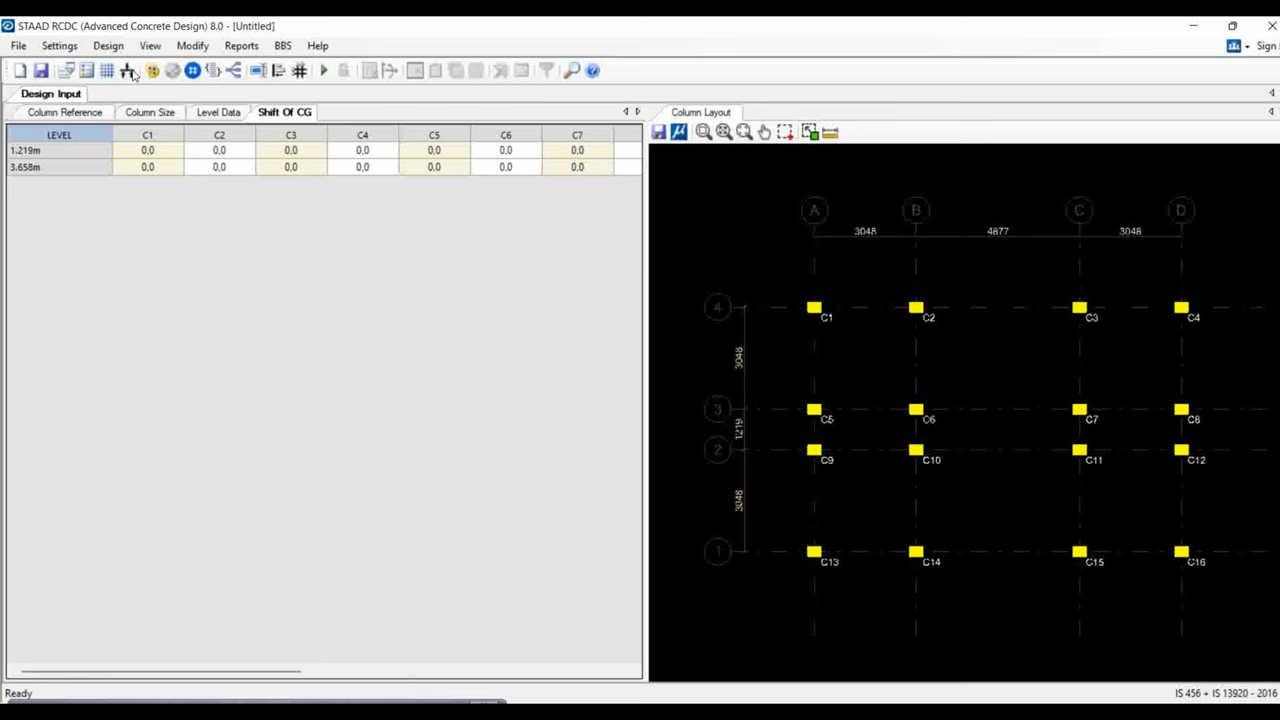 STAAD RCDC (Advanced Concrete Design) 8.0 - [Untitled]
File Settings Design View Modify Reports BBS Help
Sign
Design Input
Column Reference Column Size Level Data Shift Of CG
LEVEL C1 C2 C3 C4 C5 C6 C7
1.219m 0,0 0,0 0,0 0,0 0,0 0,0 0,0
3.658m 0,0 0,0 0,0 0,0 0,0 0,0 0,0
Column Layout
A B C D
3048 4877 3048
4
C1 C2 C3 C4
3048
3
C5 C6 C7 C8
1219
2
C9 C10 C11 C12
3048
1
C13 C14 C15 C16
Ready
IS 456 + IS 13920 - 2016